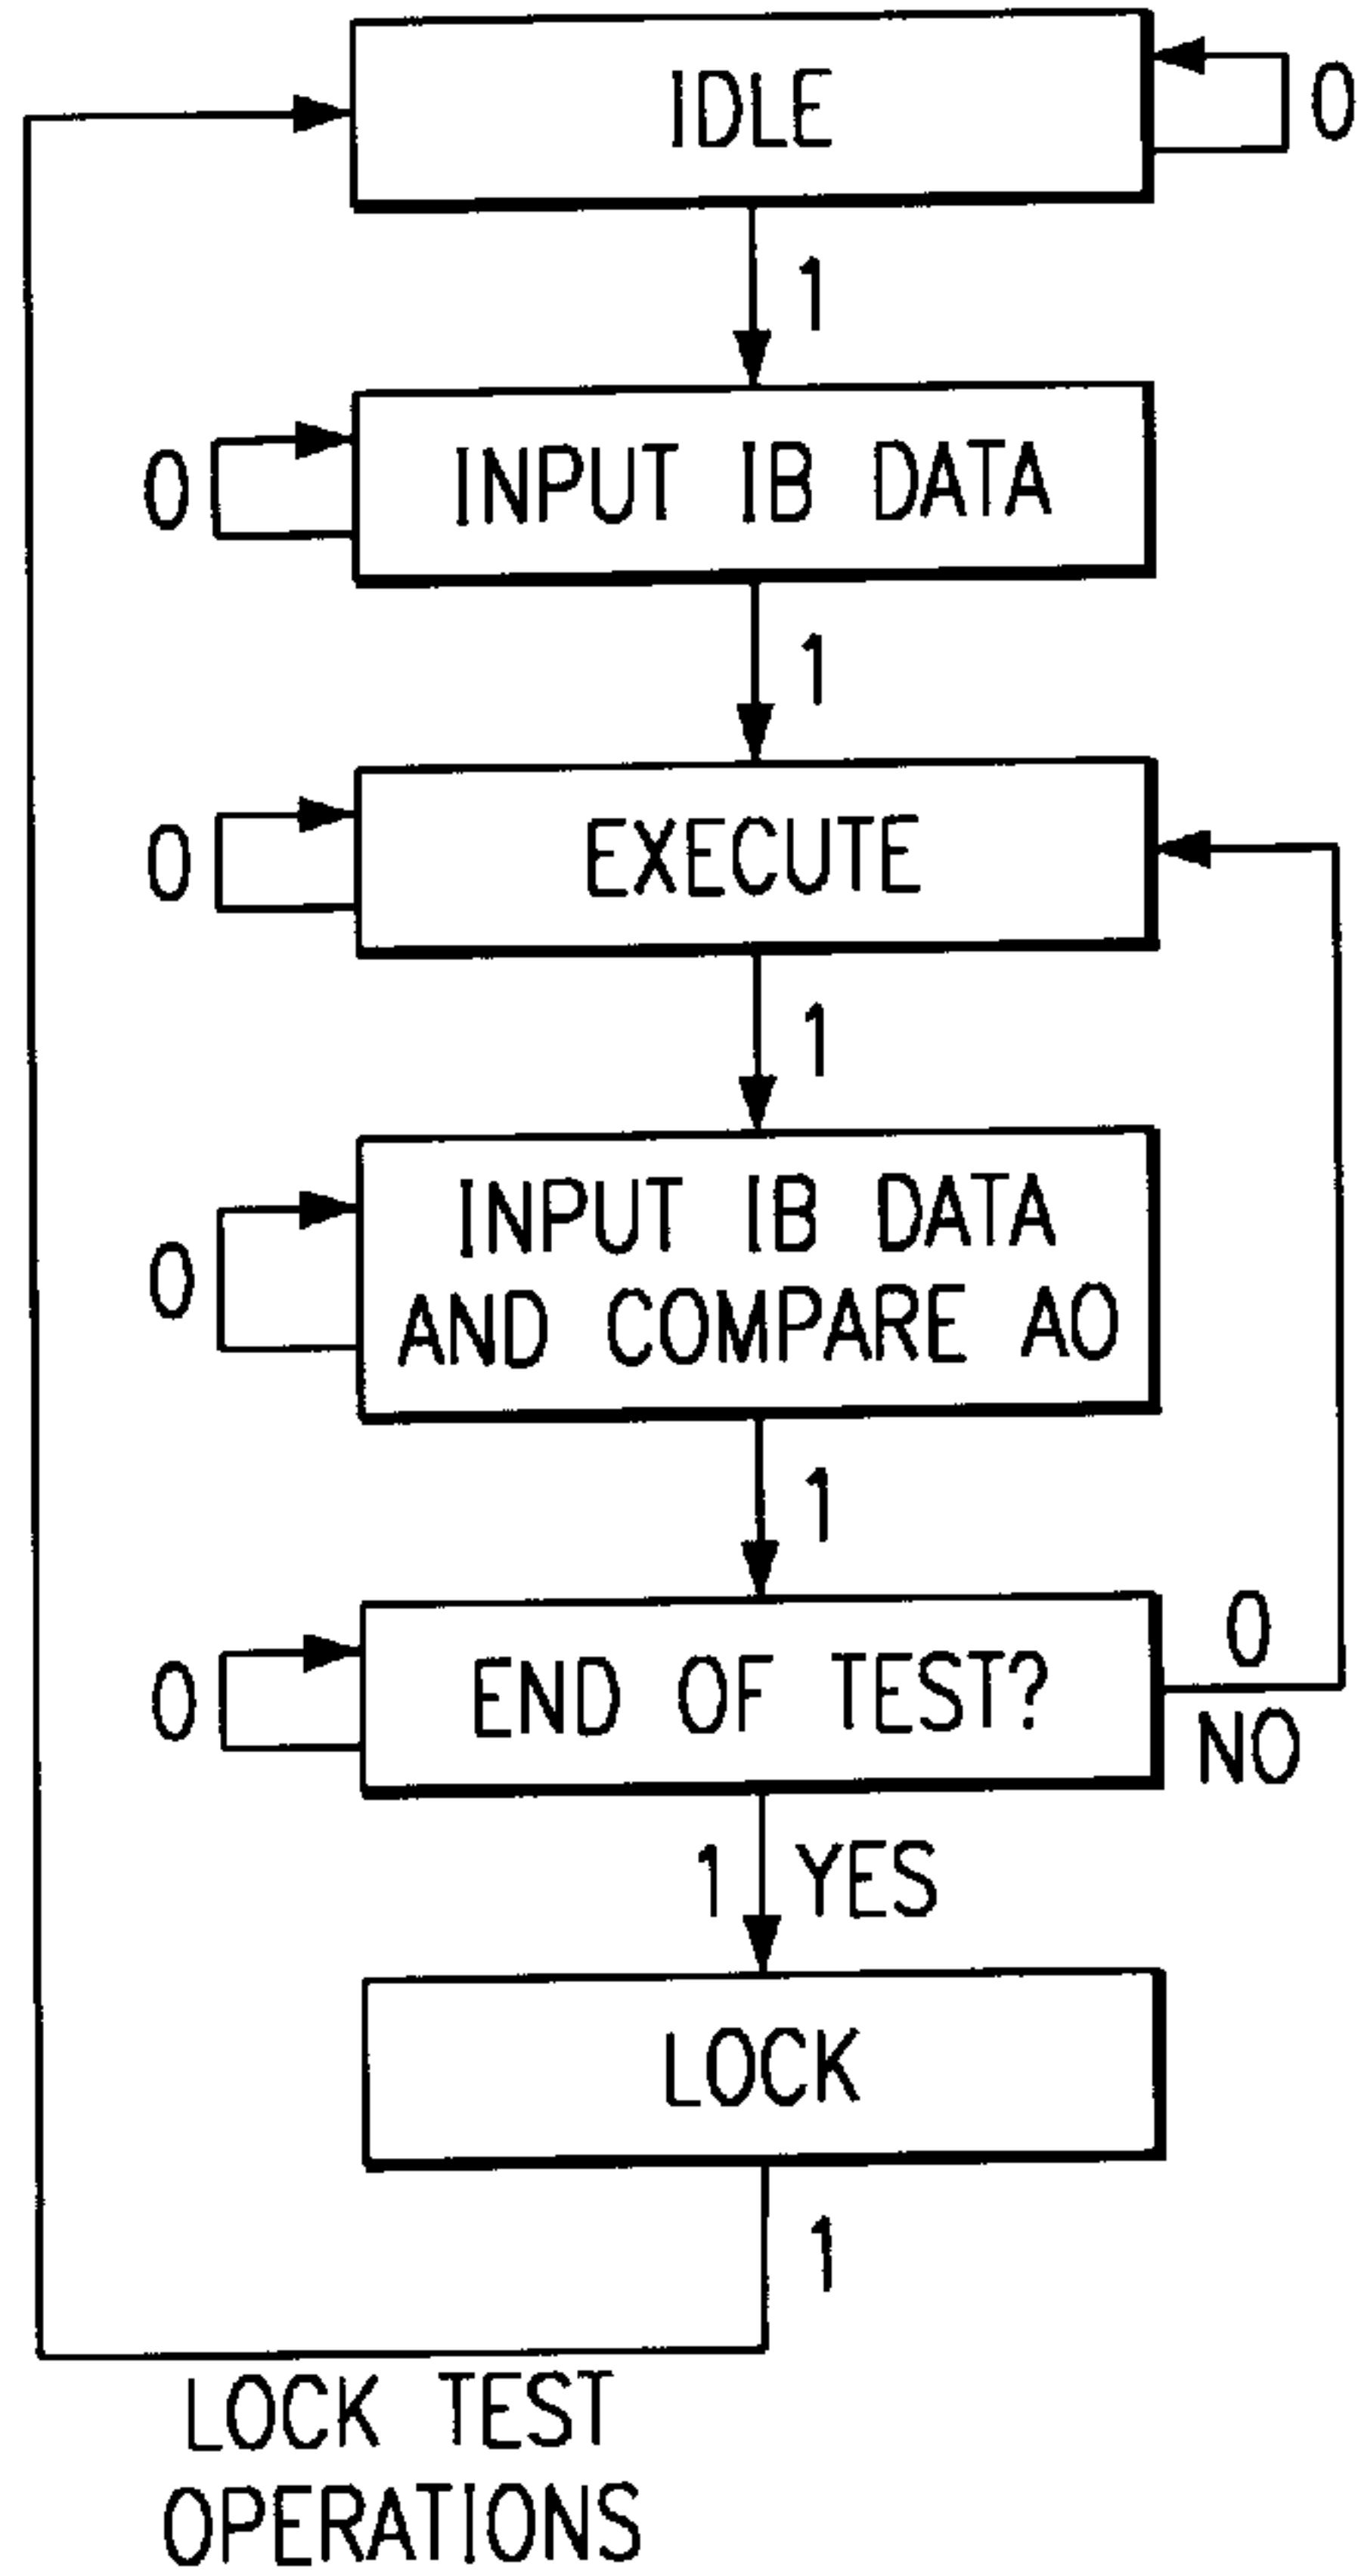 IDLE
0
1
INPUT IB DATA
0
1
EXECUTE
0
1
INPUT IB DATA
AND COMPARE AO
0
1
END OF TEST?
0
0
NO
1 YES
LOCK
1
LOCK TEST
OPERATIONS